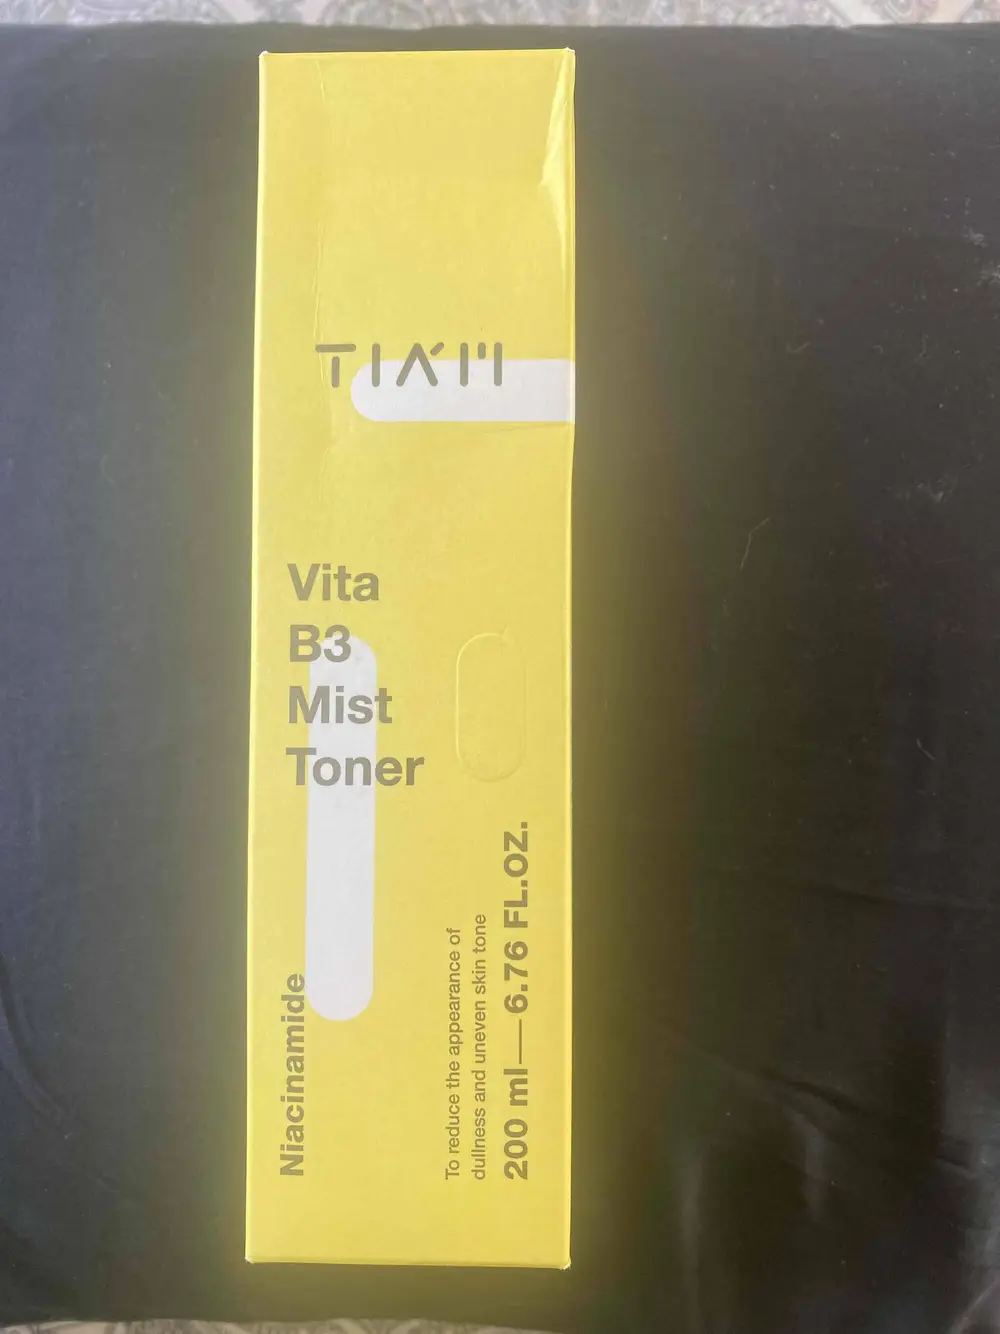 TIA'M
Vita
B3
Mist
Toner
Niacinamide
To reduce the appearance of
dullness and uneven skin tone
200 ml—6.76 FL.OZ.